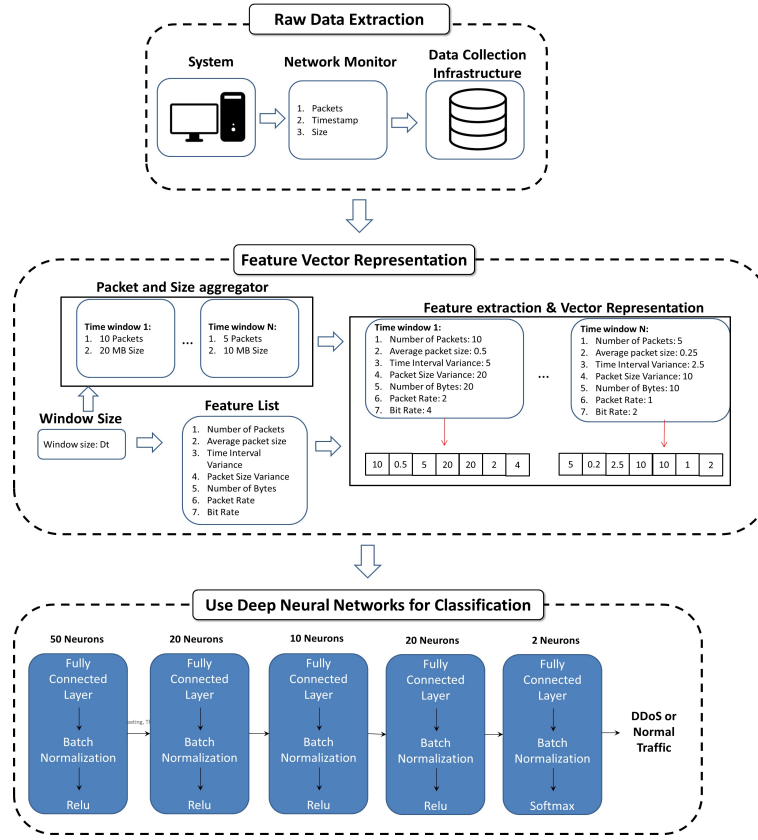 Raw Data Extraction
System
Network Monitor
Data Collection
Infrastructure
1. Packets
2. Timestamp
3. Size
Feature Vector Representation
Packet and Size aggregator
Time window 1:
1. 10 Packets
2. 20 MB Size
...
Time window N:
1. 5 Packets
2. 10 MB Size
Feature extraction & Vector Representation
Time window 1:
1. Number of Packets: 10
2. Average packet size: 0.5
3. Time Interval Variance: 5
4. Packet Size Variance: 20
5. Number of Bytes: 20
6. Packet Rate: 2
7. Bit Rate: 4
...
Time window N:
1. Number of Packets: 5
2. Average packet size: 0.25
3. Time Interval Variance: 2.5
4. Packet Size Variance: 10
5. Number of Bytes: 10
6. Packet Rate: 1
7. Bit Rate: 2
10 0.5 5 20 20 2 4
5 0.2 2.5 10 10 1 2
Window Size
Window size: Dt
Feature List
1. Number of Packets
2. Average packet size
3. Time Interval
Variance
4. Packet Size Variance
5. Number of Bytes
6. Packet Rate
7. Bit Rate
Use Deep Neural Networks for Classification
50 Neurons
Fully
Connected
Layer
Batch
Normalization
Relu
20 Neurons
Fully
Connected
Layer
Batch
Normalization
Relu
10 Neurons
Fully
Connected
Layer
Batch
Normalization
Relu
20 Neurons
Fully
Connected
Layer
Batch
Normalization
Relu
2 Neurons
Fully
Connected
Layer
Batch
Normalization
Softmax
DDoS or
Normal
Traffic